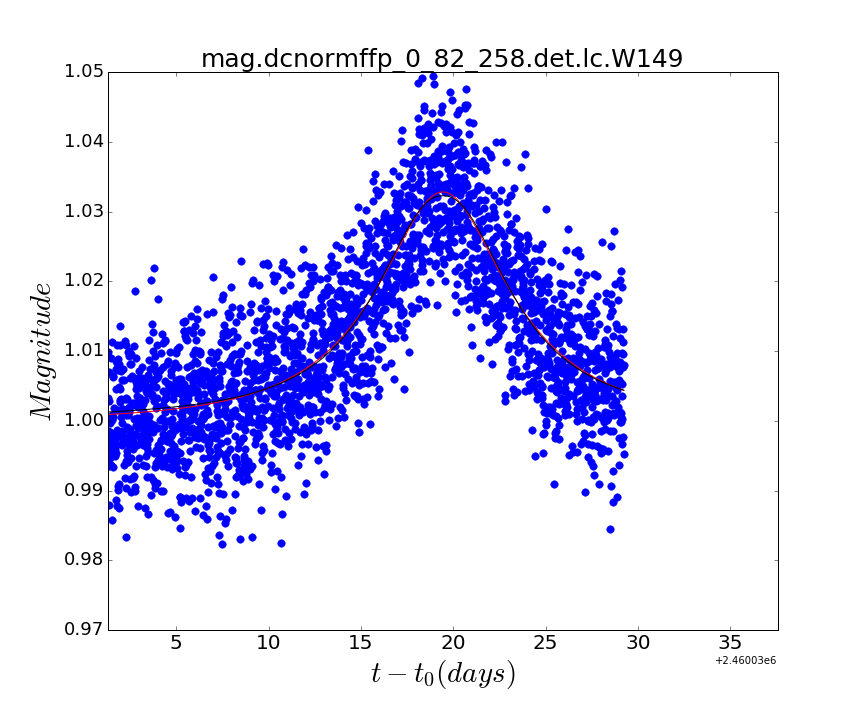 mag.dcnormffp_0_82_258.det.lc.W149
1.05
1.04
1.03
1.02
1.01
1.00
0.99
0.98
0.97
Magnitude
5 10 15 20 25 30 35
+2.46003e6
t − t₀(days)